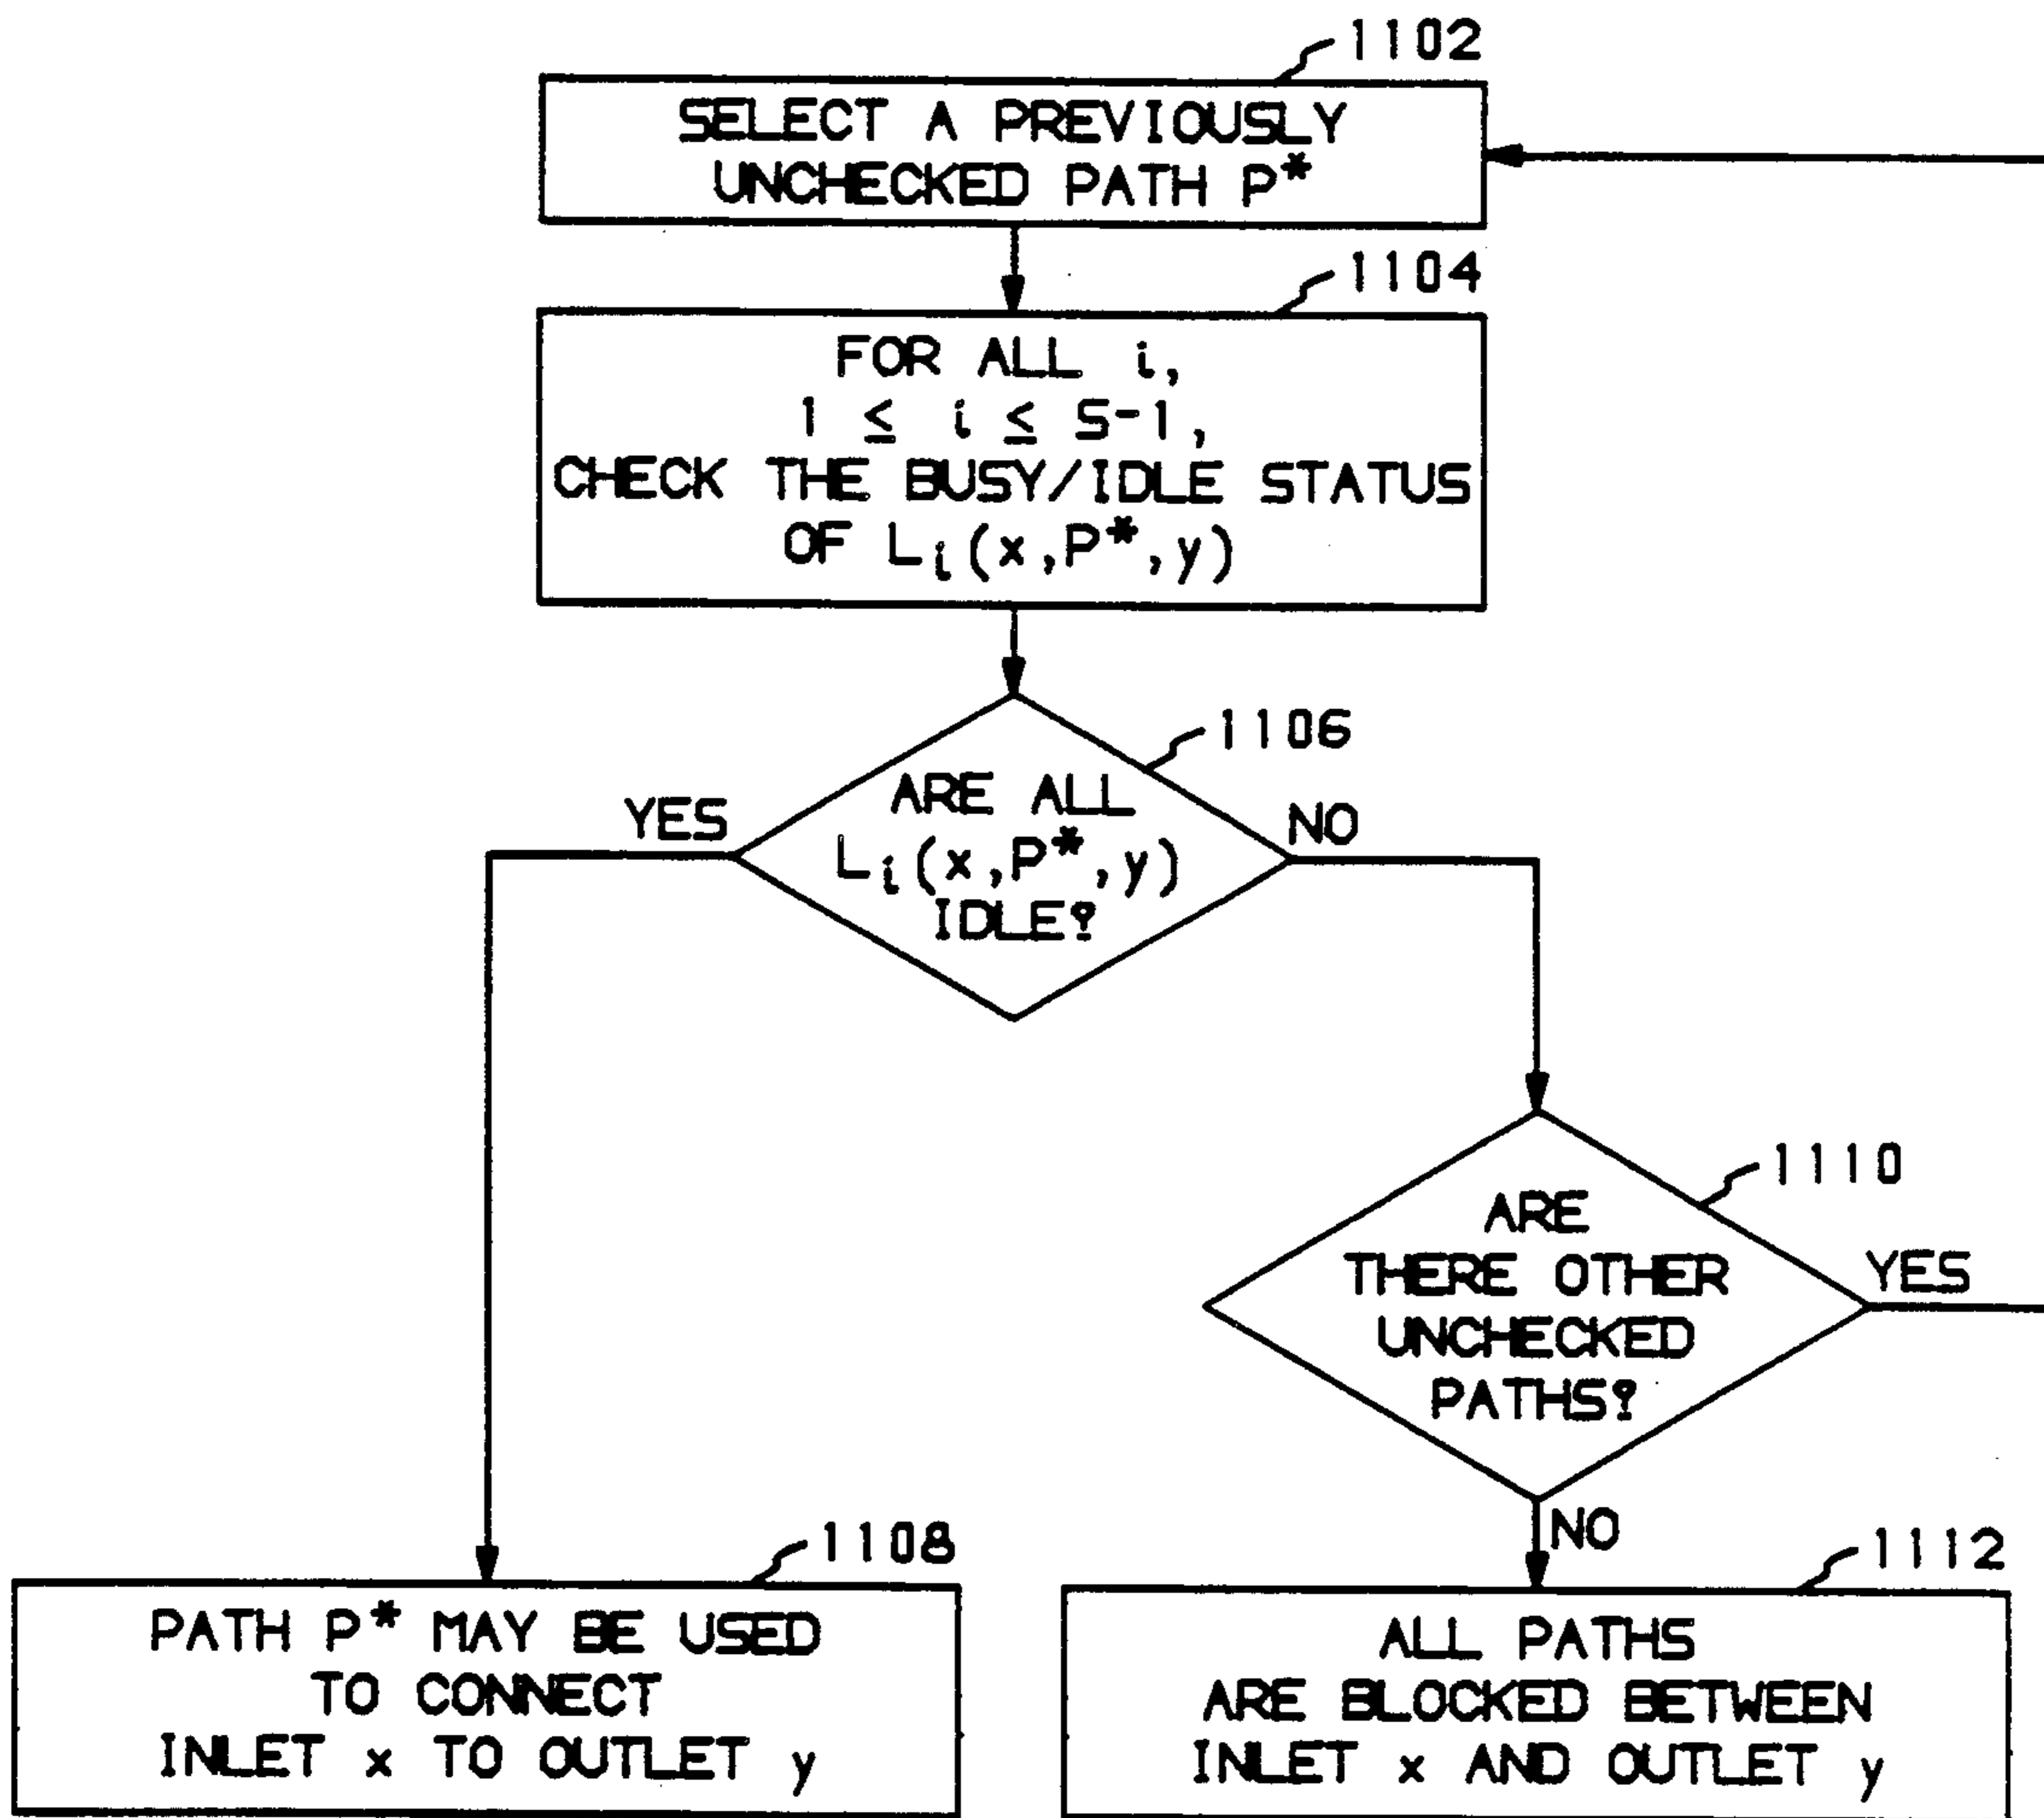 1102
SELECT A PREVIOUSLY
UNCHECKED PATH P*
1104
FOR ALL i,
1 ≤ i ≤ S-1,
CHECK THE BUSY/IDLE STATUS
OF Li(x,P*,y)
1106
ARE ALL
Li(x,P*,y)
IDLE?
YES
NO
1110
ARE
THERE OTHER
UNCHECKED
PATHS?
YES
NO
1108
PATH P* MAY BE USED
TO CONNECT
INLET x TO OUTLET y
1112
ALL PATHS
ARE BLOCKED BETWEEN
INLET x AND OUTLET y